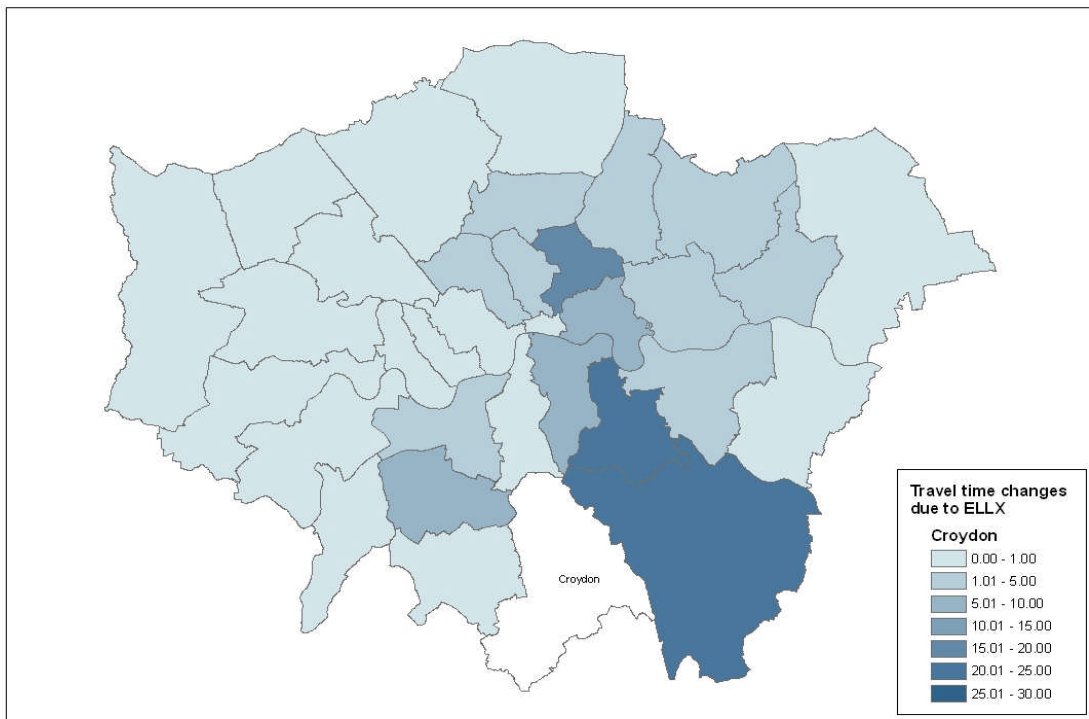 Croydon
Travel time changes
due to ELLX
Croydon
0.00 - 1.00
1.01 - 5.00
5.01 - 10.00
10.01 - 15.00
15.01 - 20.00
20.01 - 25.00
25.01 - 30.00